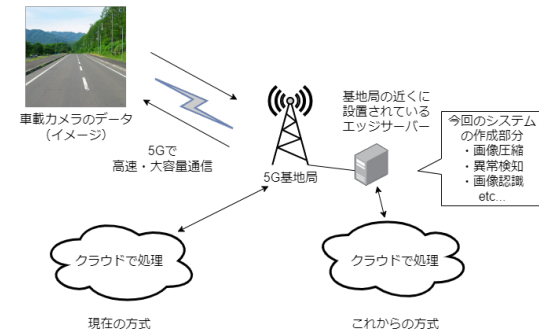 車載カメラのデータ
（イメージ）
5Gで
高速・大容量通信
5G基地局
基地局の近くに
設置されている
エッジサーバー
今回のシステム
の作成部分
・画像圧縮
・異常検知
・画像認識
etc...
クラウドで処理
クラウドで処理
現在の方式
これからの方式